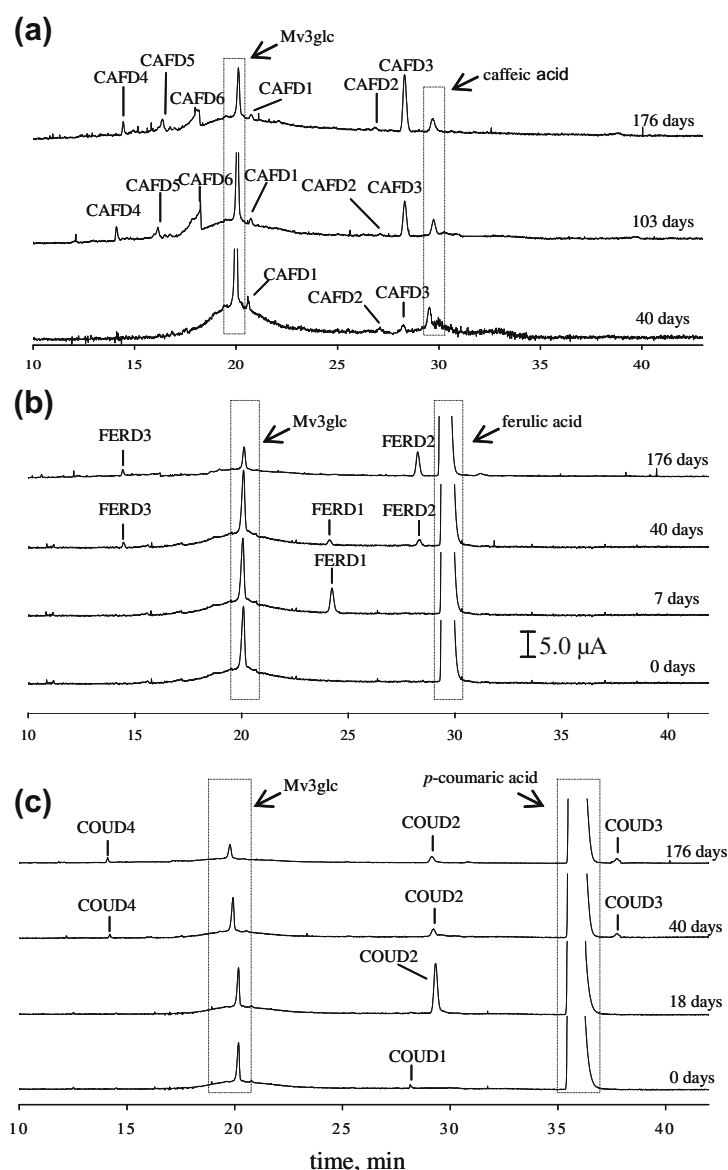 (a)
Mv3glc
CAFD5
CAFD4
CAFD6
CAFD1
CAFD2
CAFD3
caffeic acid
176 days
CAFD5
CAFD6
CAFD4
CAFD1
CAFD2
CAFD3
103 days
CAFD1
CAFD2
CAFD3
40 days
10 15 20 25 30 35 40
(b)
Mv3glc
ferulic acid
FERD3
FERD2
176 days
FERD3
FERD1
FERD2
40 days
FERD1
7 days
5.0 µA
0 days
10 15 20 25 30 35 40
(c)
Mv3glc
p-coumaric acid
COUD4
COUD2
COUD3
176 days
COUD4
COUD2
COUD3
40 days
COUD2
18 days
COUD1
0 days
10 15 20 25 30 35 40
time, min